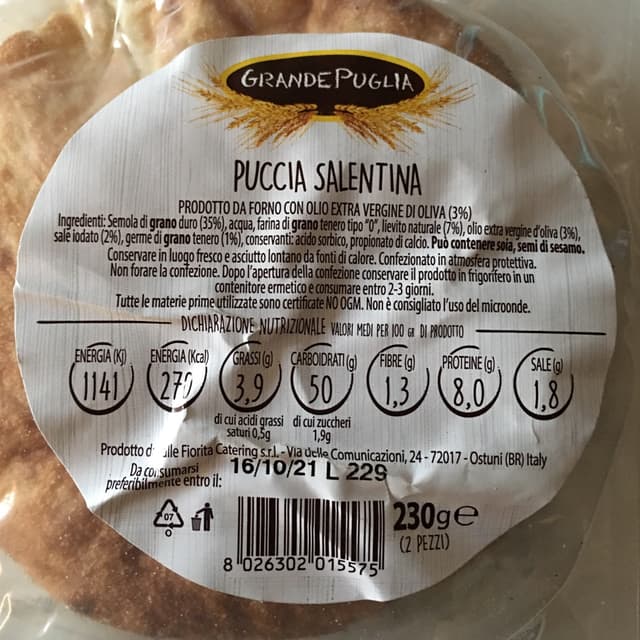 GRANDEPUGLIA
PUCCIA SALENTINA
PRODOTTO DA FORNO CON OLIO EXTRA VERGINE DI OLIVA (3%)
Ingredienti: Semola di grano duro (35%), acqua, farina di grano tenero tipo "0", lievito naturale (7%), olio extra vergine d'oliva (3%),
sale iodato (2%), germe di grano tenero (1%), conservanti: acido sorbico, propionato di calcio. Può contenere soia, semi di sesamo.
Conservare in luogo fresco e asciutto lontano da fonti di calore. Confezionato in atmosfera protettiva.
Non forare la confezione. Dopo l'apertura della confezione conservare il prodotto in frigorifero in un
contenitore ermetico e consumare entro 2-3 giorni.
Tutte le materie prime utilizzate sono certificate NO OGM. Non è consigliato l'uso del microonde.
DICHIARAZIONE NUTRIZIONALE VALORI MEDI PER 100 GR DI PRODOTTO
ENERGIA (Kj) ENERGIA (Kcal) GRASSI (g) CARBOIDRATI (g) FIBRE (g) PROTEINE (g) SALE (g)
1141 270 3,9 50 1,3 8,0 1,8
di cui acidi grassi di cui zuccheri
saturi 0,5g 1,9g
Prodotto da Valle Fiorita Catering s.r.l. - Via delle Comunicazioni, 24 - 72017 - Ostuni (BR) Italy
Da consumarsi 16/10/21 L 229
preferibilmente entro il:
07
230g e
(2 PEZZI)
8 026302 015575